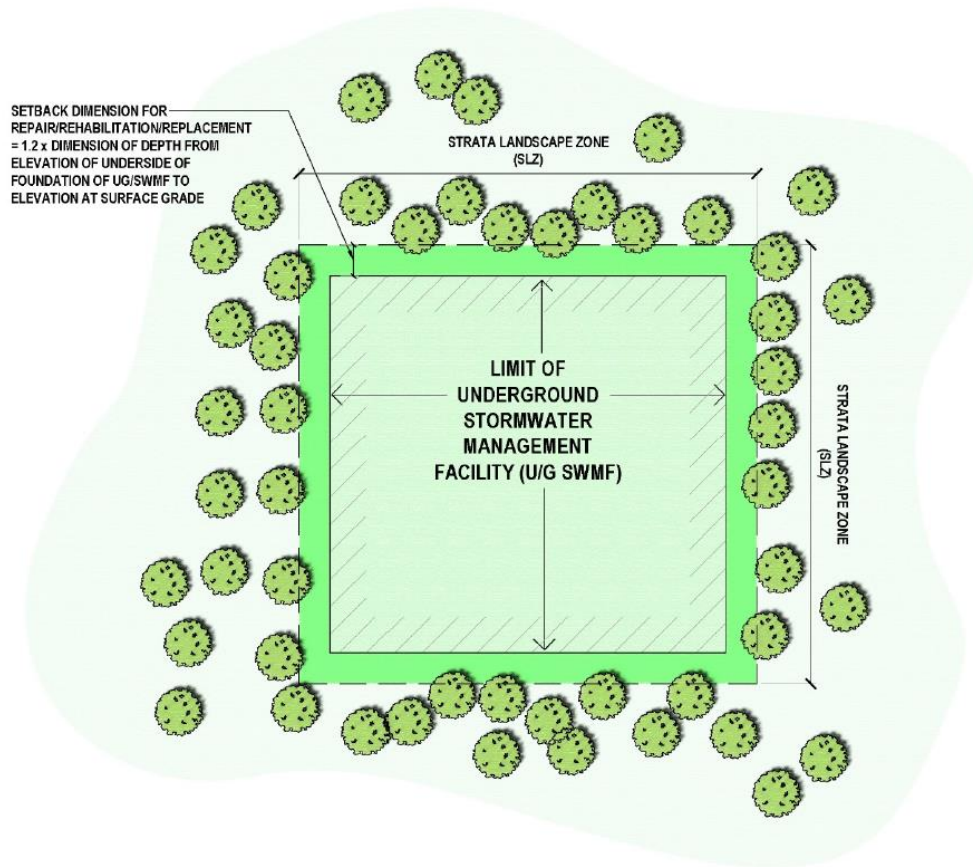 SETBACK DIMENSION FOR
REPAIR/REHABILITATION/REPLACEMENT
= 1.2 x DIMENSION OF DEPTH FROM
ELEVATION OF UNDERSIDE OF
FOUNDATION OF UG/SWMF TO
ELEVATION AT SURFACE GRADE
STRATA LANDSCAPE ZONE
(SLZ)
LIMIT OF
UNDERGROUND
STORMWATER
MANAGEMENT
FACILITY (U/G SWMF)
STRATA LANDSCAPE ZONE
(SLZ)